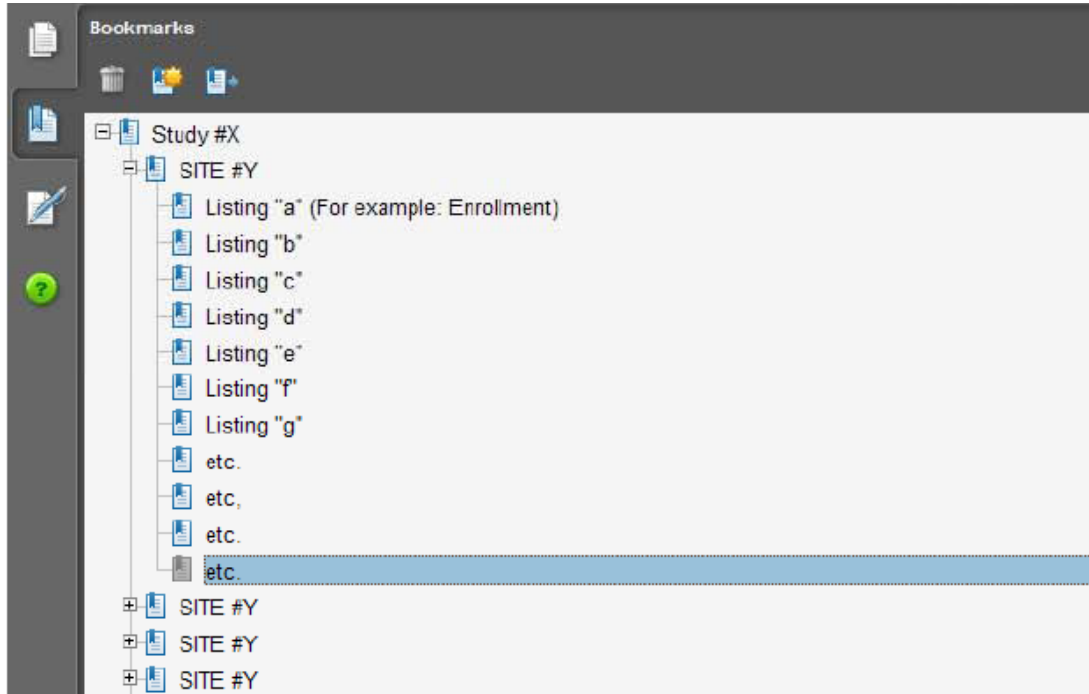 Bookmarks
Study #X
SITE #Y
Listing "a" (For example: Enrollment)
Listing "b"
Listing "c"
Listing "d"
Listing "e"
Listing "f"
Listing "g"
etc.
etc,
etc.
etc.
SITE #Y
SITE #Y
SITE #Y